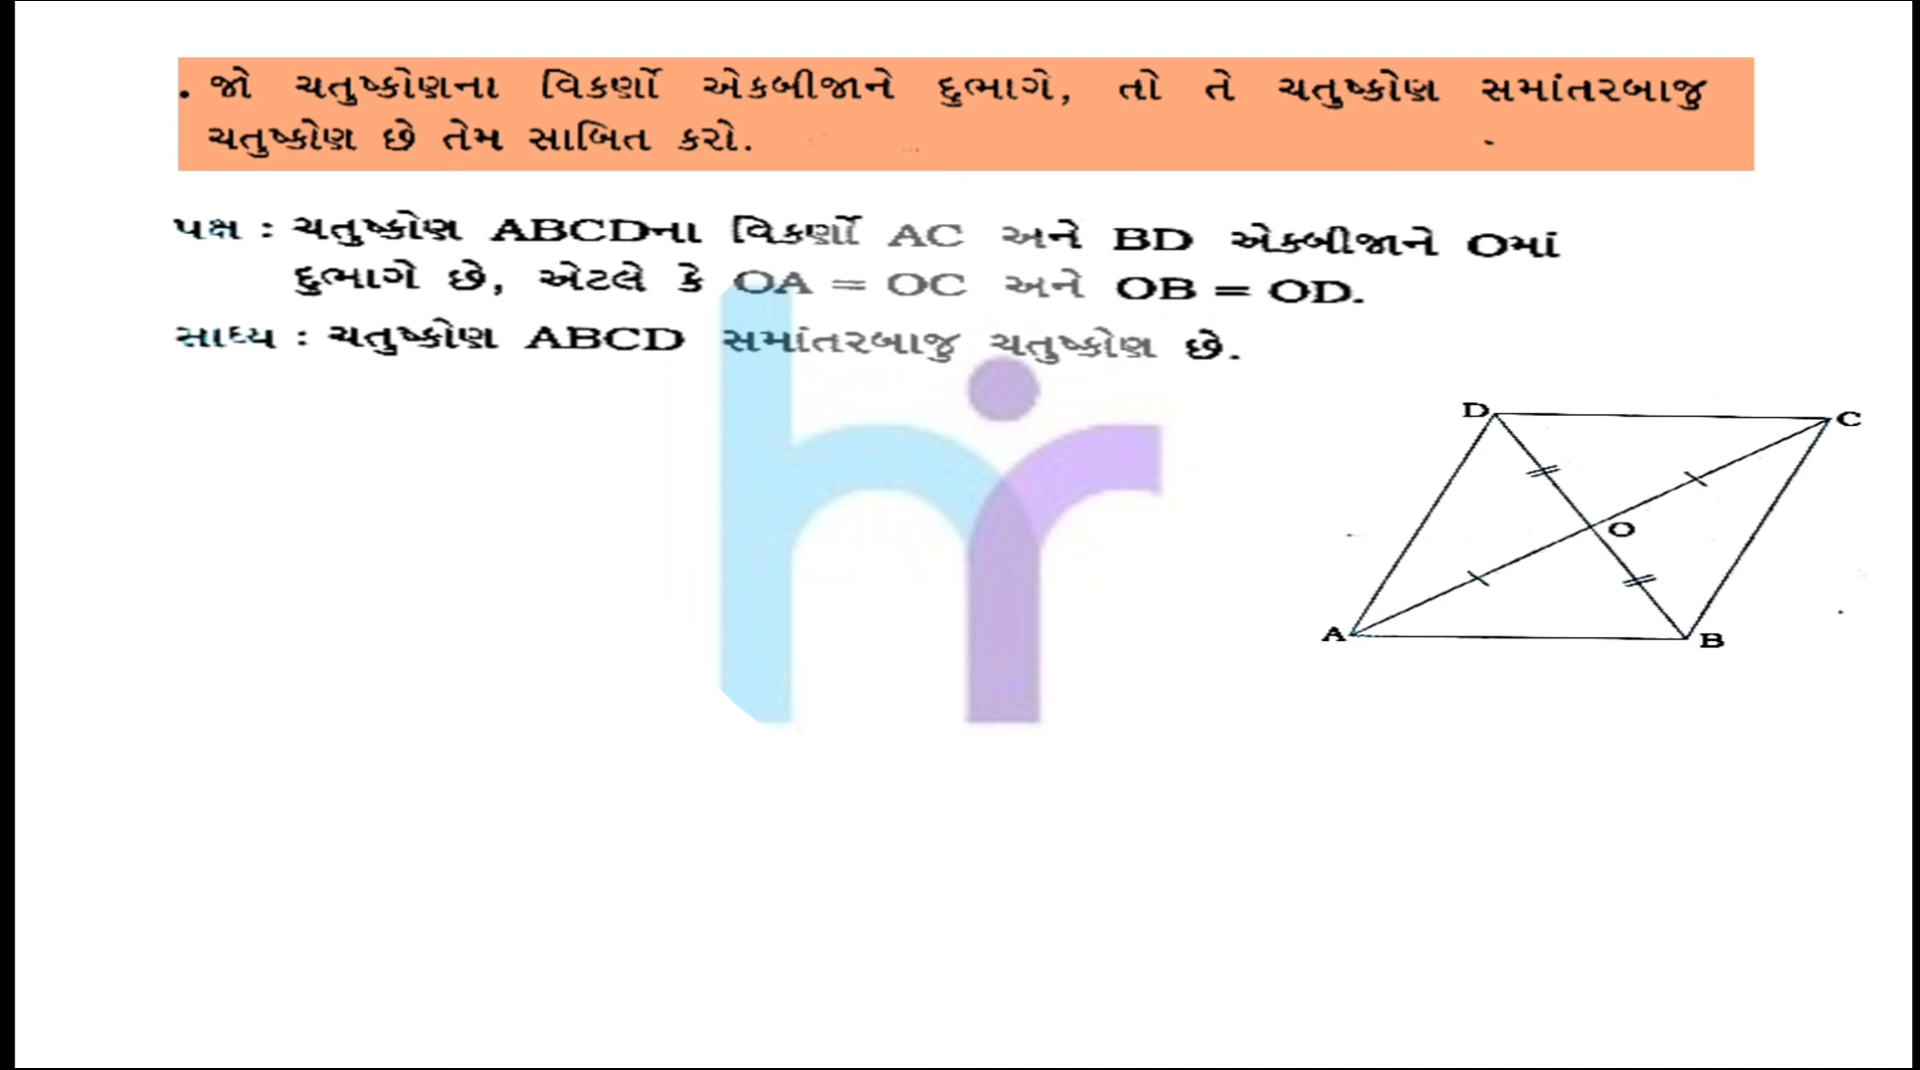 . જો ચતુષ્કોણના વિકર્ણો એકબીજાને દુભાગે, તો તે ચતુષ્કોણ સમાંતરબાજુ
ચતુષ્કોણ છે તેમ સાબિત કરો.
પક્ષ : ચતુષ્કોણ ABCDના વિકર્ણો AC અને BD એકબીજાને Oમાં
દુભાગે છે, એટલે કે OA = OC અને OB = OD.
સાધ્ય : ચતુષ્કોણ ABCD સમાંતરબાજુ ચતુષ્કોણ છે.
hr
D C
O
A B